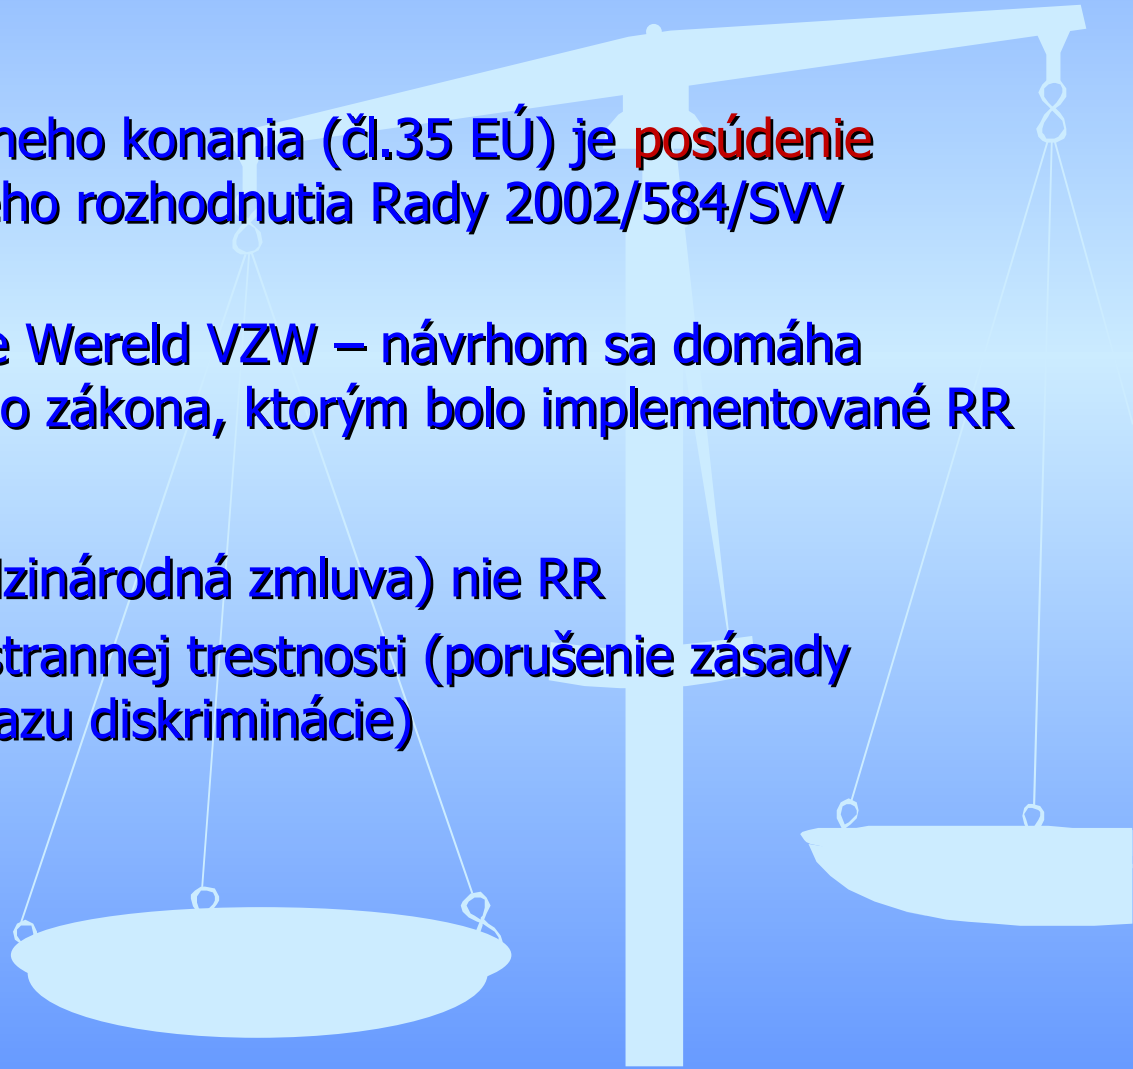 neho konania (čl.35 EÚ) je posúdenie
ho rozhodnutia Rady 2002/584/SVV
e Wereld VZW – návrhom sa domáha
o zákona, ktorým bolo implementované RR
dzinárodná zmluva) nie RR
strannej trestnosti (porušenie zásady
azu diskriminácie)